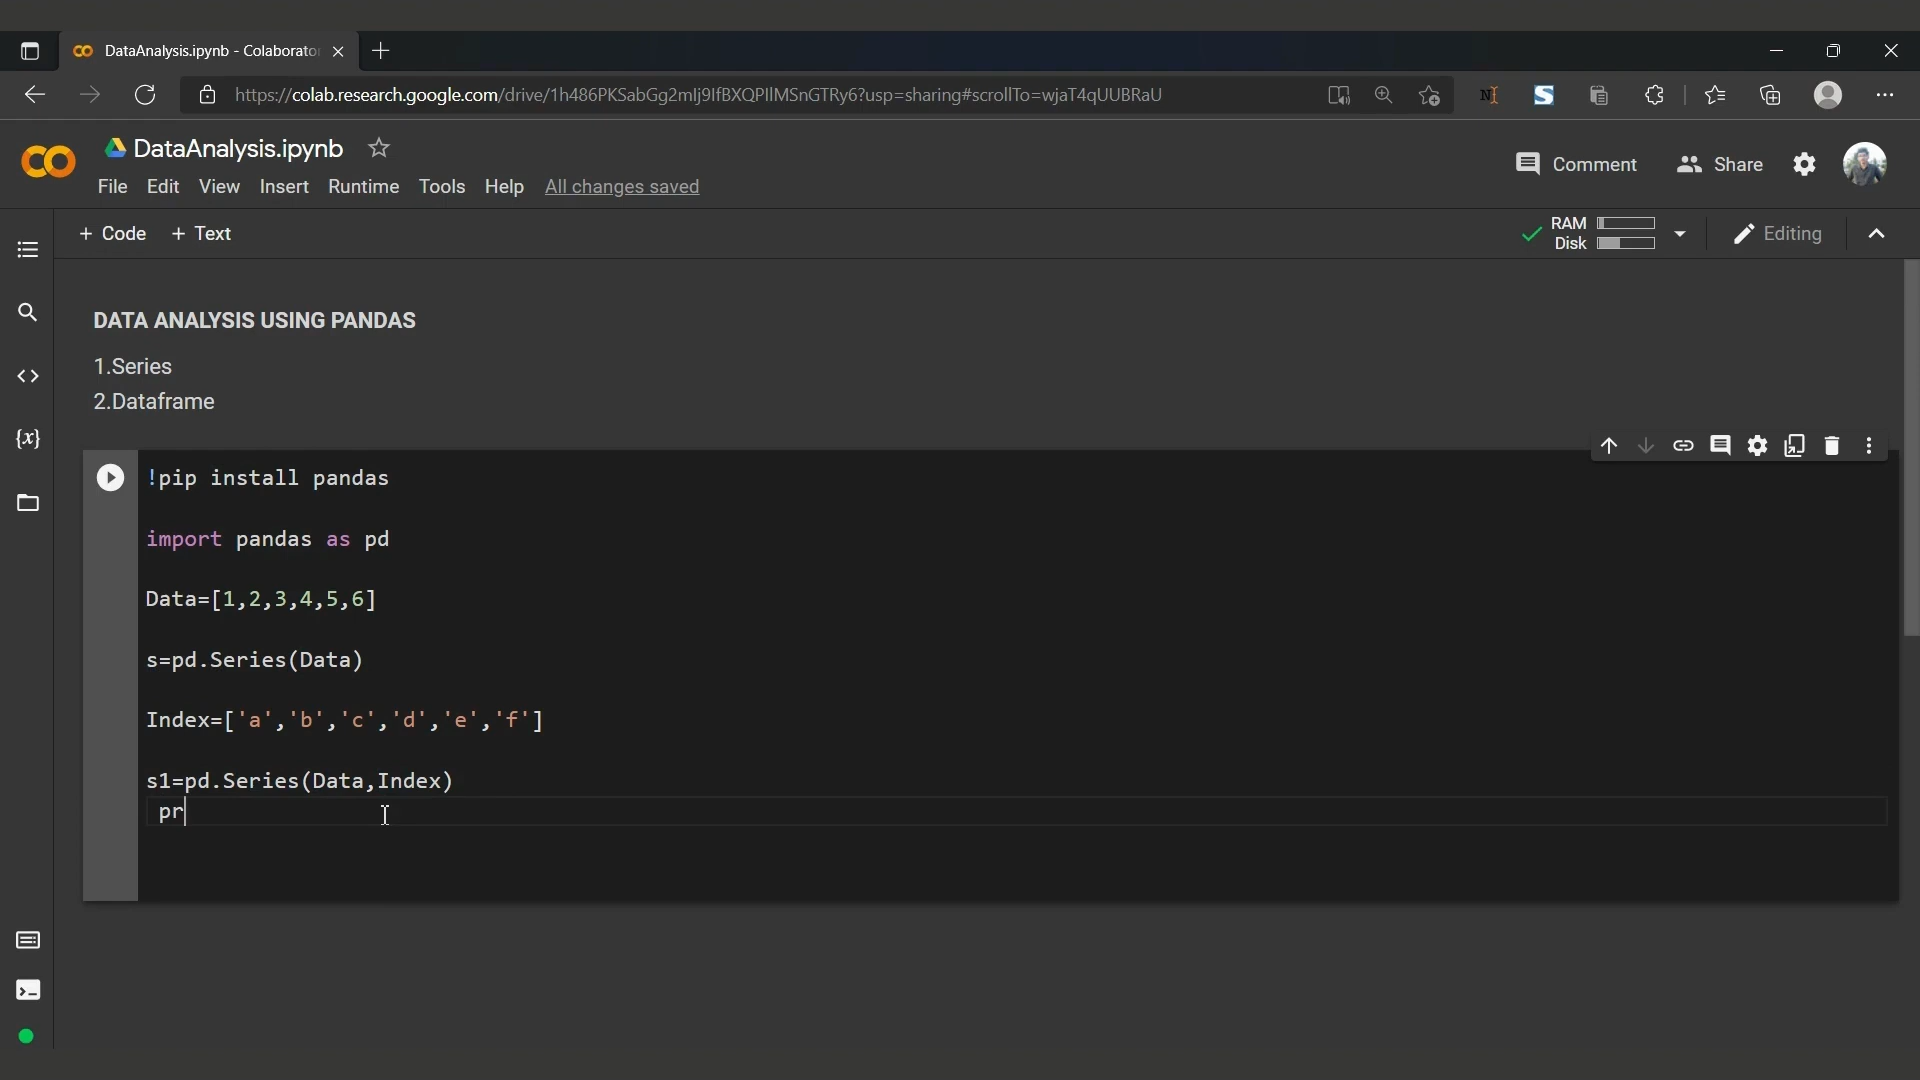 DataAnalysis.ipynb - Colaborato
https://colab.research.google.com/drive/1h486PKSabGg2mlj9IfBXQPIlMSnGTRy6?usp=sharing#scrollTo=wjaT4qUUBRaU
DataAnalysis.ipynb
File Edit View Insert Runtime Tools Help All changes saved
Comment Share
+ Code + Text
RAM
Disk
Editing
DATA ANALYSIS USING PANDAS
1.Series
2.Dataframe
{x}
!pip install pandas
import pandas as pd
Data=[1,2,3,4,5,6]
s=pd.Series(Data)
Index=['a','b','c','d','e','f']
s1=pd.Series(Data,Index)
pr